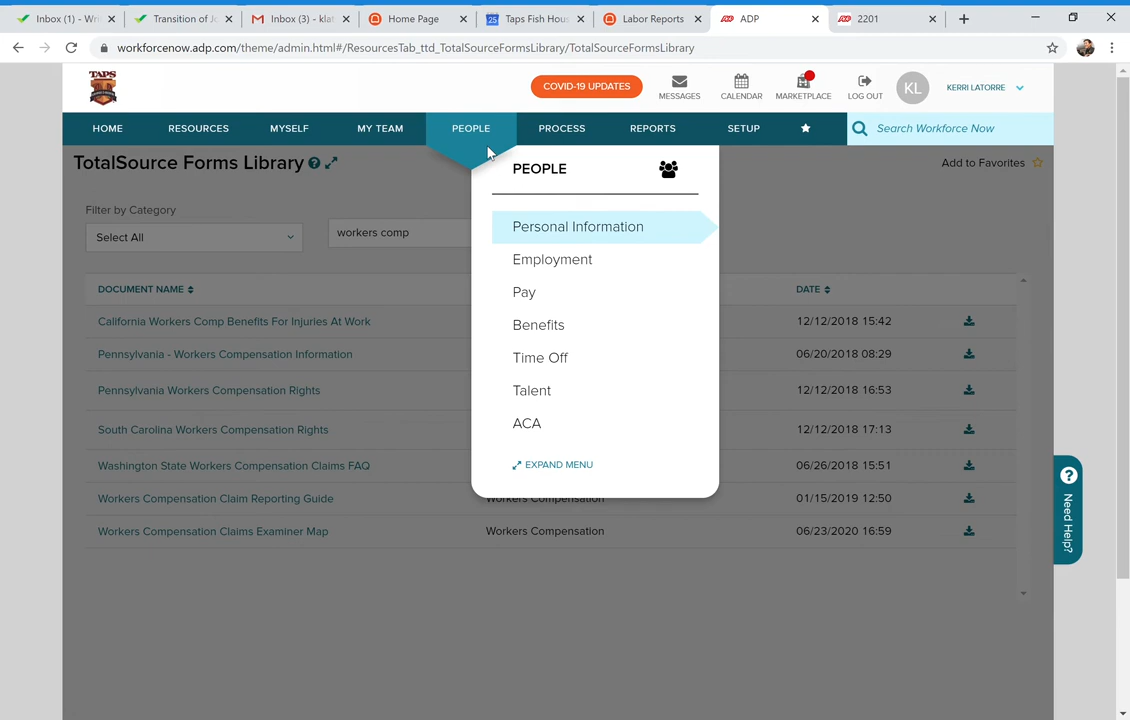 Inbox (1) - Wri
Transition of Jo
Inbox (3) - klat
Home Page
Taps Fish Hous
Labor Reports
ADP
2201
workforcenow.adp.com/theme/admin.html#/ResourcesTab_ttd_TotalSourceFormsLibrary/TotalSourceFormsLibrary
TAPS
COVID-19 UPDATES
MESSAGES
CALENDAR
MARKETPLACE
LOG OUT
KL
KERRI LATORRE
HOME
RESOURCES
MYSELF
MY TEAM
PEOPLE
PROCESS
REPORTS
SETUP
Search Workforce Now
TotalSource Forms Library
Add to Favorites
PEOPLE
Personal Information
Employment
Pay
Benefits
Time Off
Talent
ACA
EXPAND MENU
Filter by Category
Select All
workers comp
DOCUMENT NAME
DATE
California Workers Comp Benefits For Injuries At Work
12/12/2018 15:42
Pennsylvania - Workers Compensation Information
06/20/2018 08:29
Pennsylvania Workers Compensation Rights
12/12/2018 16:53
South Carolina Workers Compensation Rights
12/12/2018 17:13
Washington State Workers Compensation Claims FAQ
06/26/2018 15:51
Workers Compensation Claim Reporting Guide
Workers Compensation
01/15/2019 12:50
Workers Compensation Claims Examiner Map
Workers Compensation
06/23/2020 16:59
Need Help?